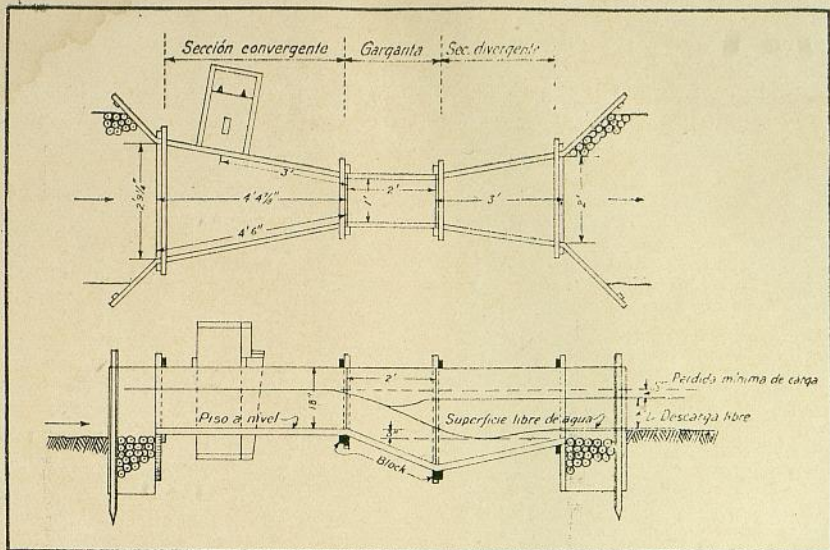 Sección convergente
Garganta
Sec. divergente
3'
2' 9¼"
4' 4⅞"
4' 6"
2'
1'
3'
2'
2'
18"
Piso a nivel
3"
Block
Superficie libre de agua
Pérdida mínima de carga
Descarga libre